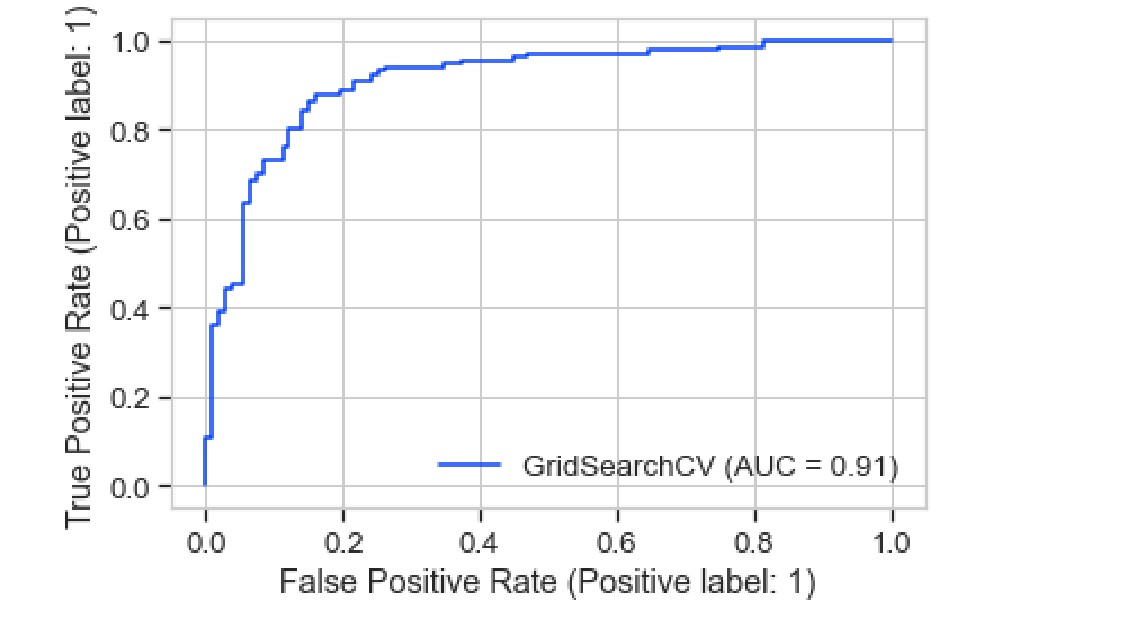 True Positive Rate (Positive label: 1)
1.0
0.8
0.6
0.4
0.2
0.0
GridSearchCV (AUC = 0.91)
0.0 0.2 0.4 0.6 0.8 1.0
False Positive Rate (Positive label: 1)